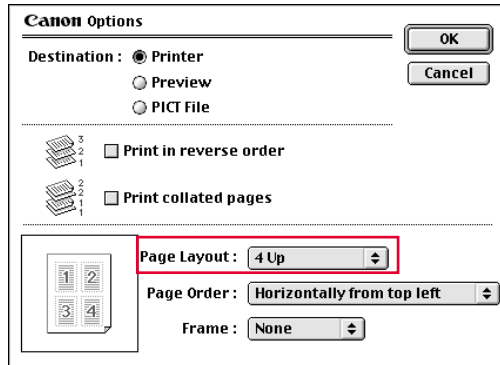 Canon Options
OK
Destination : Printer
Cancel
Preview
PICT File
3
2
1
Print in reverse order
2
2
1
1
Print collated pages
Page Layout : 4 Up
1 2
Page Order : Horizontally from top left
3 4
Frame : None